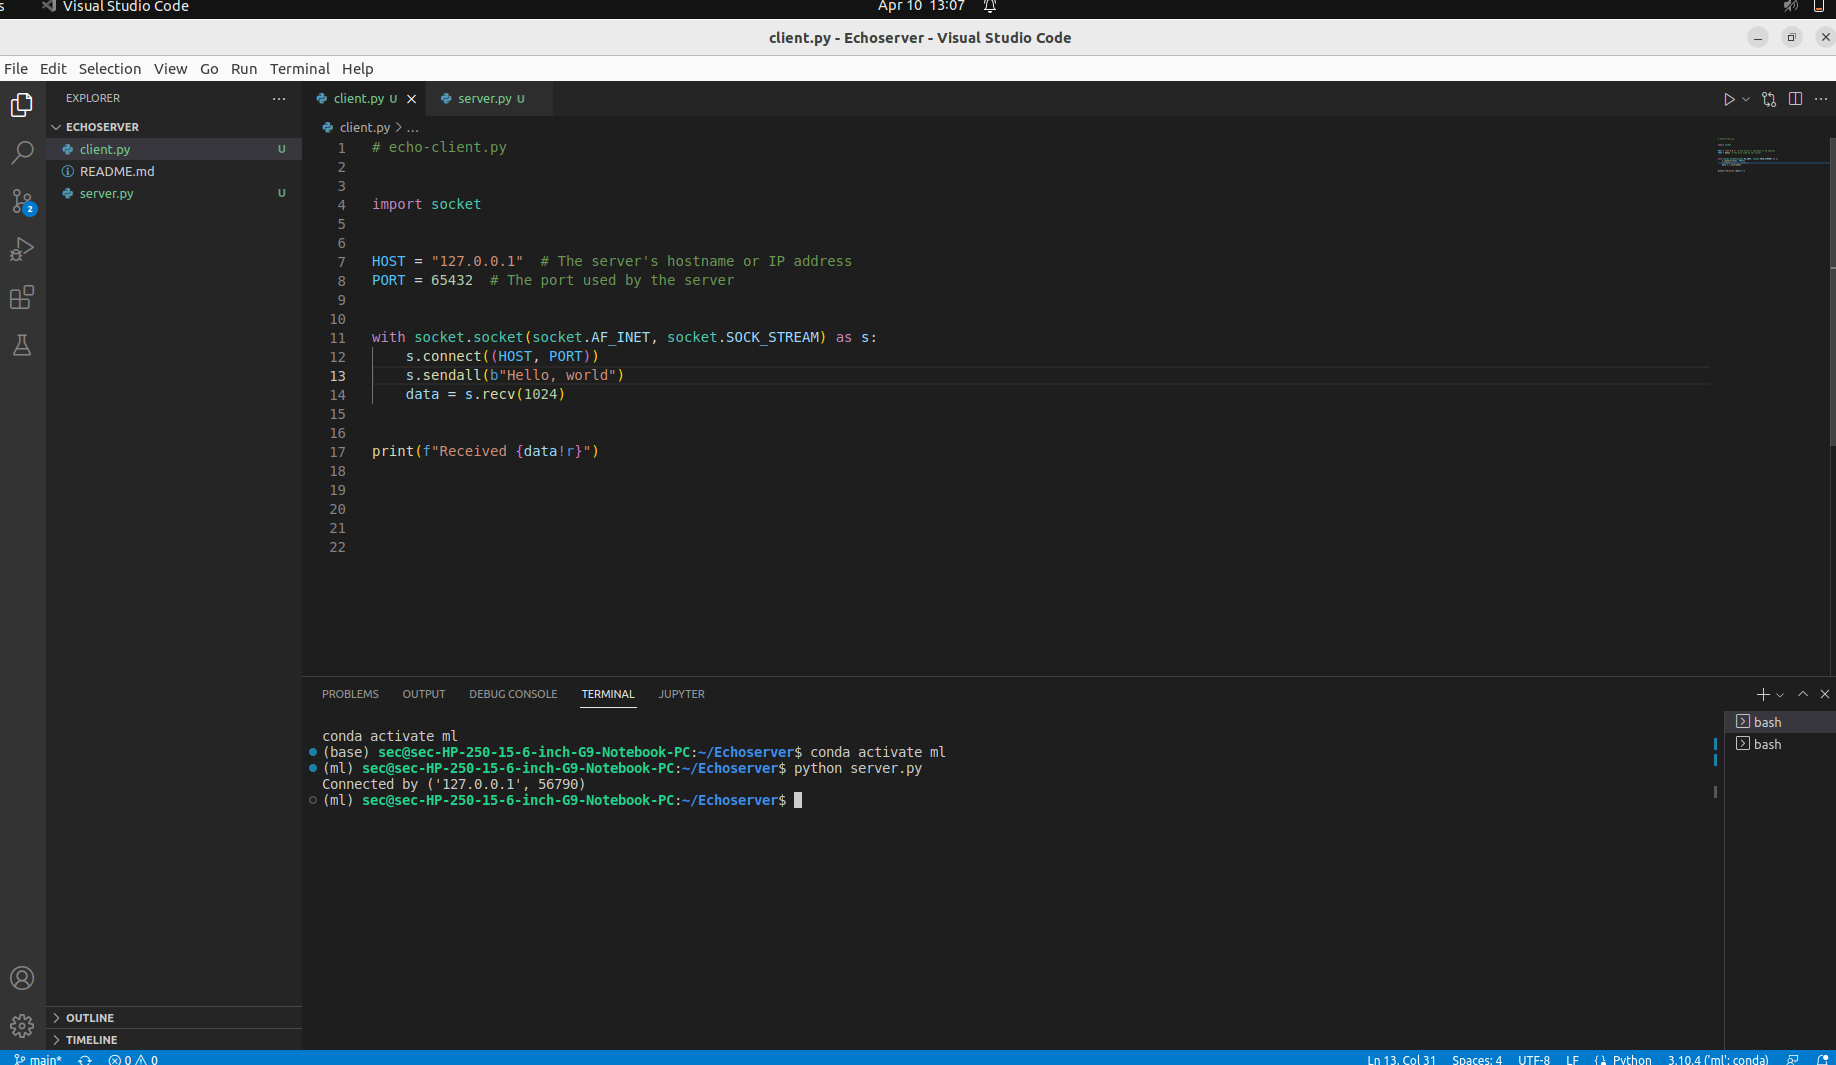 s Visual Studio Code Apr 10 13:07
client.py - Echoserver - Visual Studio Code
File Edit Selection View Go Run Terminal Help
EXPLORER
ECHOSERVER
client.py U
README.md
server.py U
2
OUTLINE
TIMELINE
client.py U server.py U
client.py > ...
1 # echo-client.py
2
3
4 import socket
5
6
7 HOST = "127.0.0.1" # The server's hostname or IP address
8 PORT = 65432 # The port used by the server
9
10
11 with socket.socket(socket.AF_INET, socket.SOCK_STREAM) as s:
12 s.connect((HOST, PORT))
13 s.sendall(b"Hello, world")
14 data = s.recv(1024)
15
16
17 print(f"Received {data!r}")
18
19
20
21
22
PROBLEMS OUTPUT DEBUG CONSOLE TERMINAL JUPYTER
conda activate ml
(base) sec@sec-HP-250-15-6-inch-G9-Notebook-PC:~/Echoserver$ conda activate ml
(ml) sec@sec-HP-250-15-6-inch-G9-Notebook-PC:~/Echoserver$ python server.py
Connected by ('127.0.0.1', 56790)
(ml) sec@sec-HP-250-15-6-inch-G9-Notebook-PC:~/Echoserver$
bash
bash
main* 0 0 Ln 13, Col 31 Spaces: 4 UTF-8 LF Python 3.10.4 ('ml': conda)